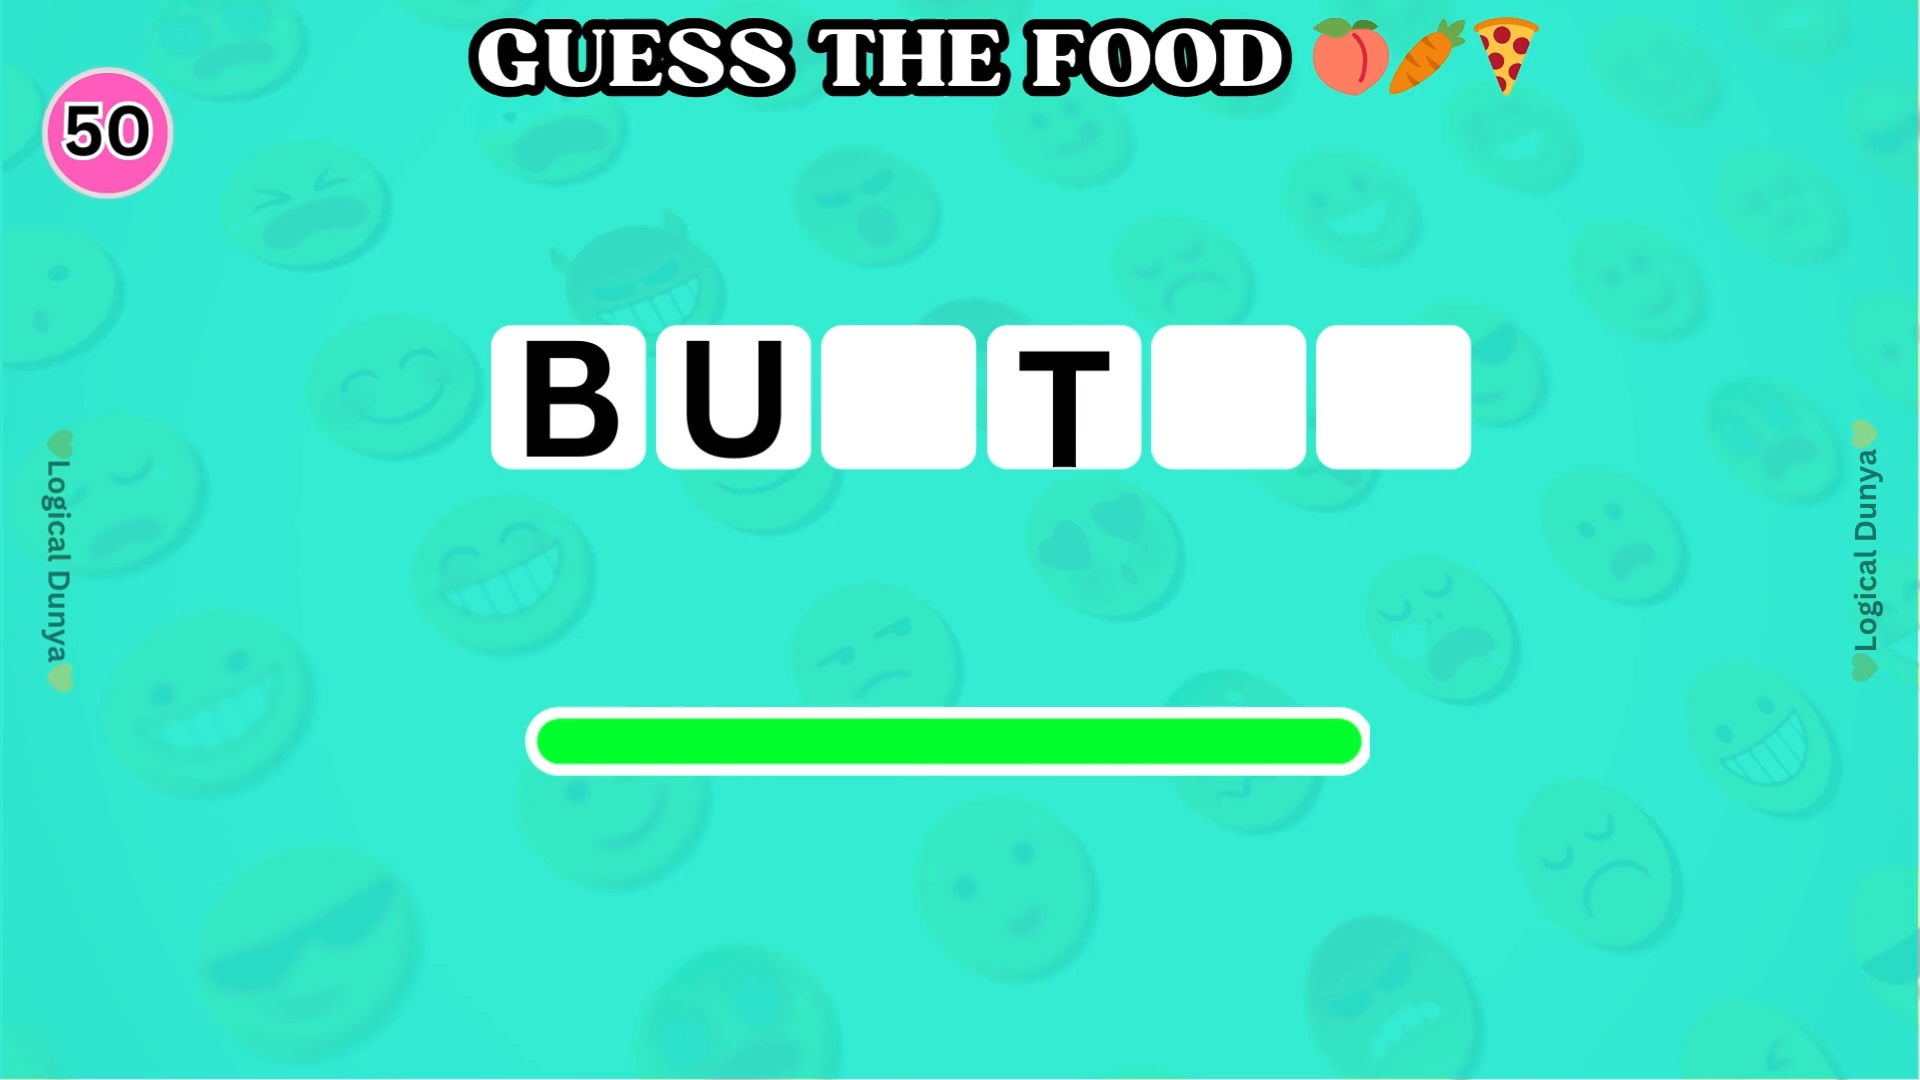 GUESS THE FOOD 🍑🥕🍕
50
B U T
Logical Dunya
Logical Dunya